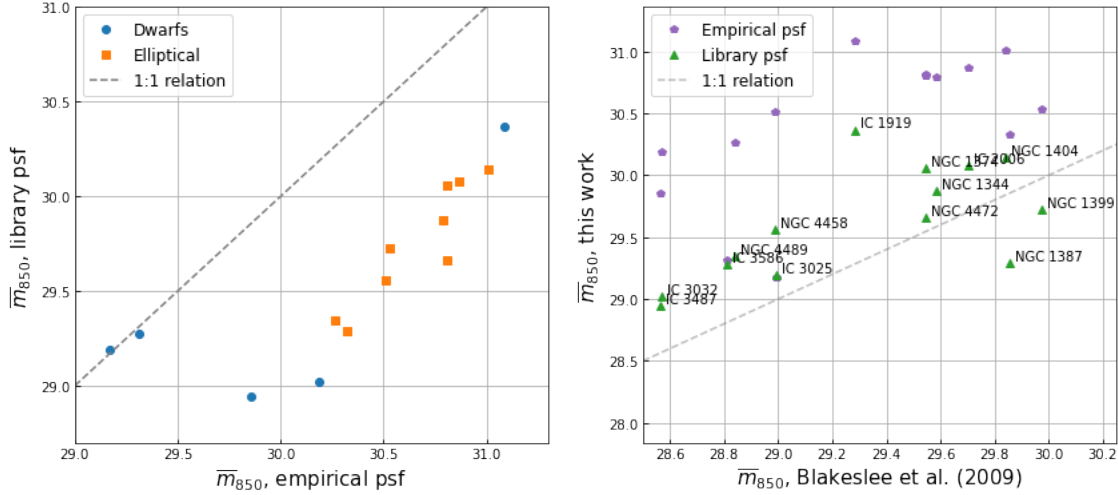 31.0
30.5
30.0
29.5
29.0
m̅850, library psf
Dwarfs
Elliptical
1:1 relation
29.0 29.5 30.0 30.5 31.0
m̅850, empirical psf
31.0
30.5
30.0
29.5
29.0
28.5
28.0
m̅850, this work
Empirical psf
Library psf
1:1 relation
IC 1919
NGC 1404
NGC 1374 IC 2006
NGC 1344
NGC 1399
NGC 4472
NGC 4458
NGC 4489
NGC 1387
IC 3586
IC 3025
IC 3032
IC 3487
28.6 28.8 29.0 29.2 29.4 29.6 29.8 30.0 30.2
m̅850, Blakeslee et al. (2009)